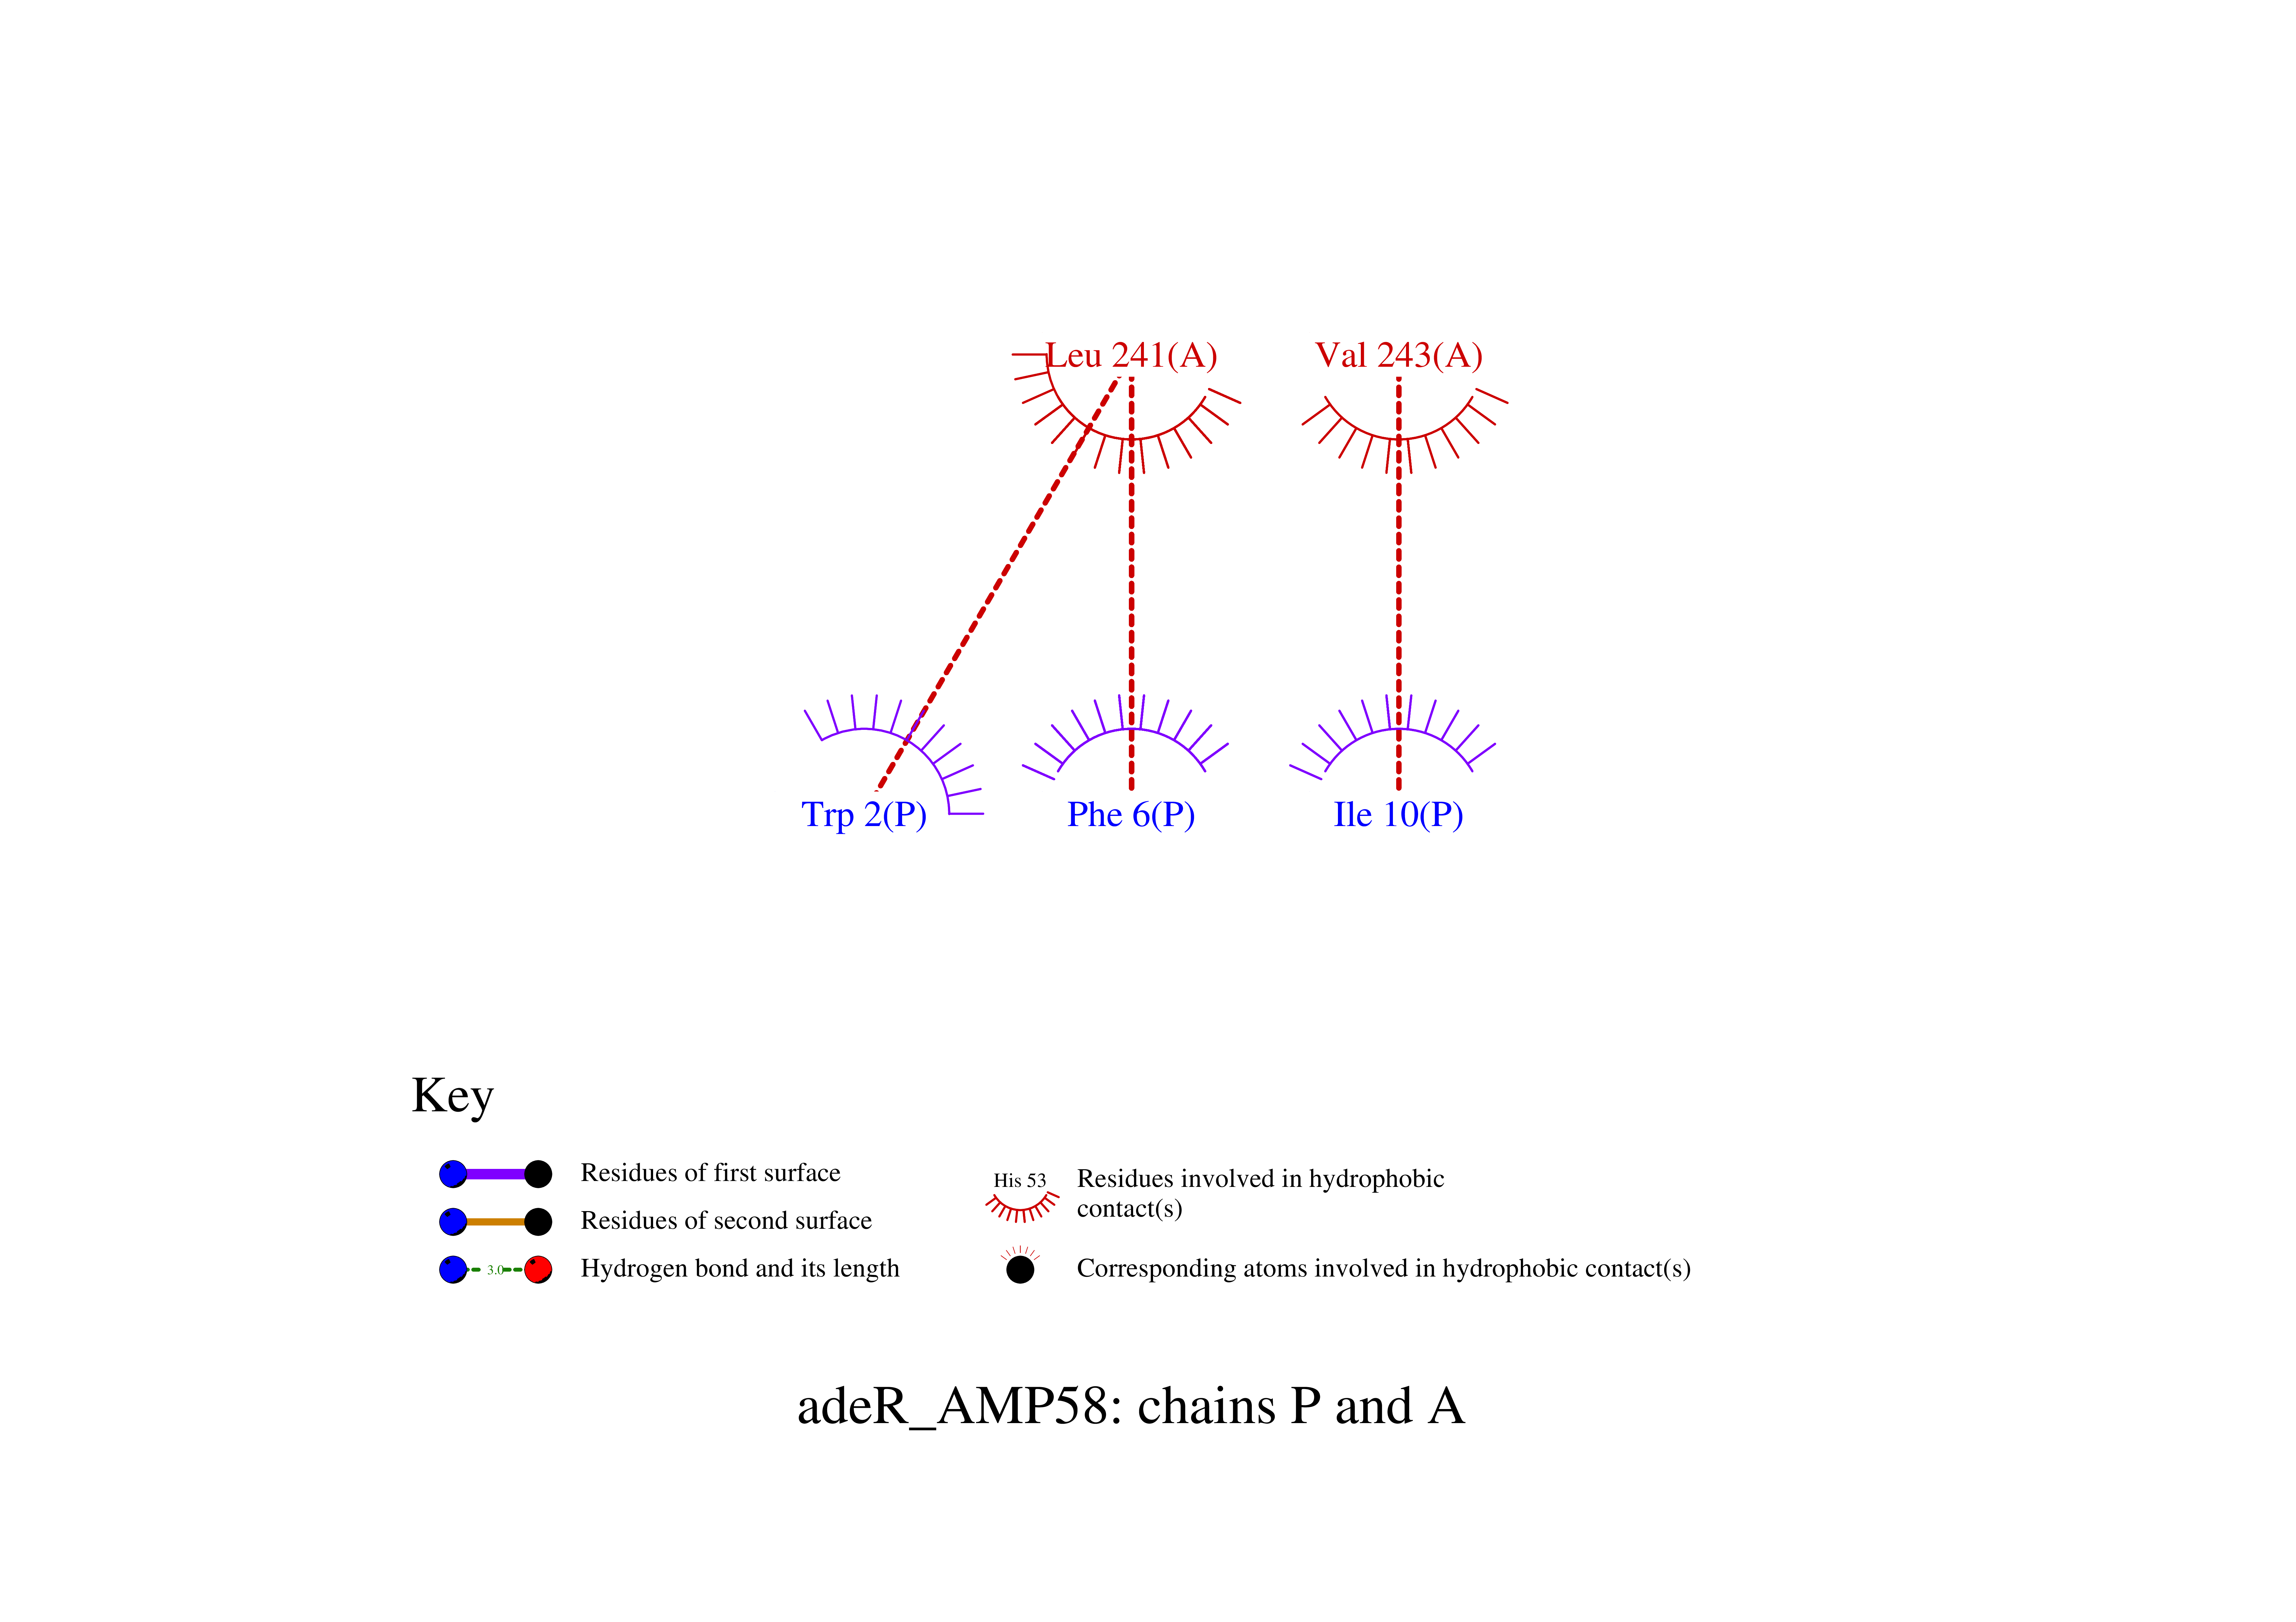 Leu 241(A) Val 243(A)
Trp 2(P) Phe 6(P) Ile 10(P)
Key
Residues of first surface
Residues of second surface
3.0 Hydrogen bond and its length
His 53 Residues involved in hydrophobic
contact(s)
Corresponding atoms involved in hydrophobic contact(s)
adeR_AMP58: chains P and A